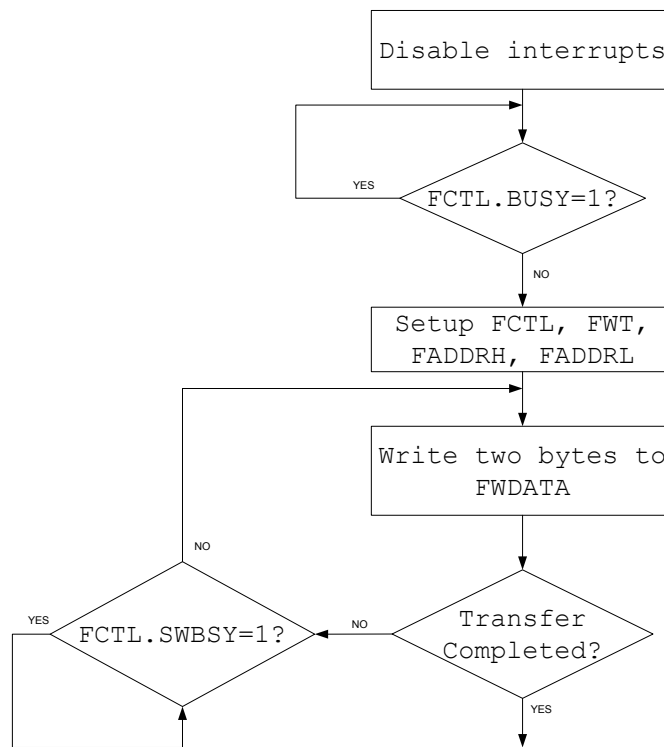 Disable interrupts
YES
FCTL.BUSY=1?
NO
Setup FCTL, FWT,
FADDRH, FADDRL
Write two bytes to
FWDATA
NO
YES
FCTL.SWBSY=1?
NO
Transfer
Completed?
YES